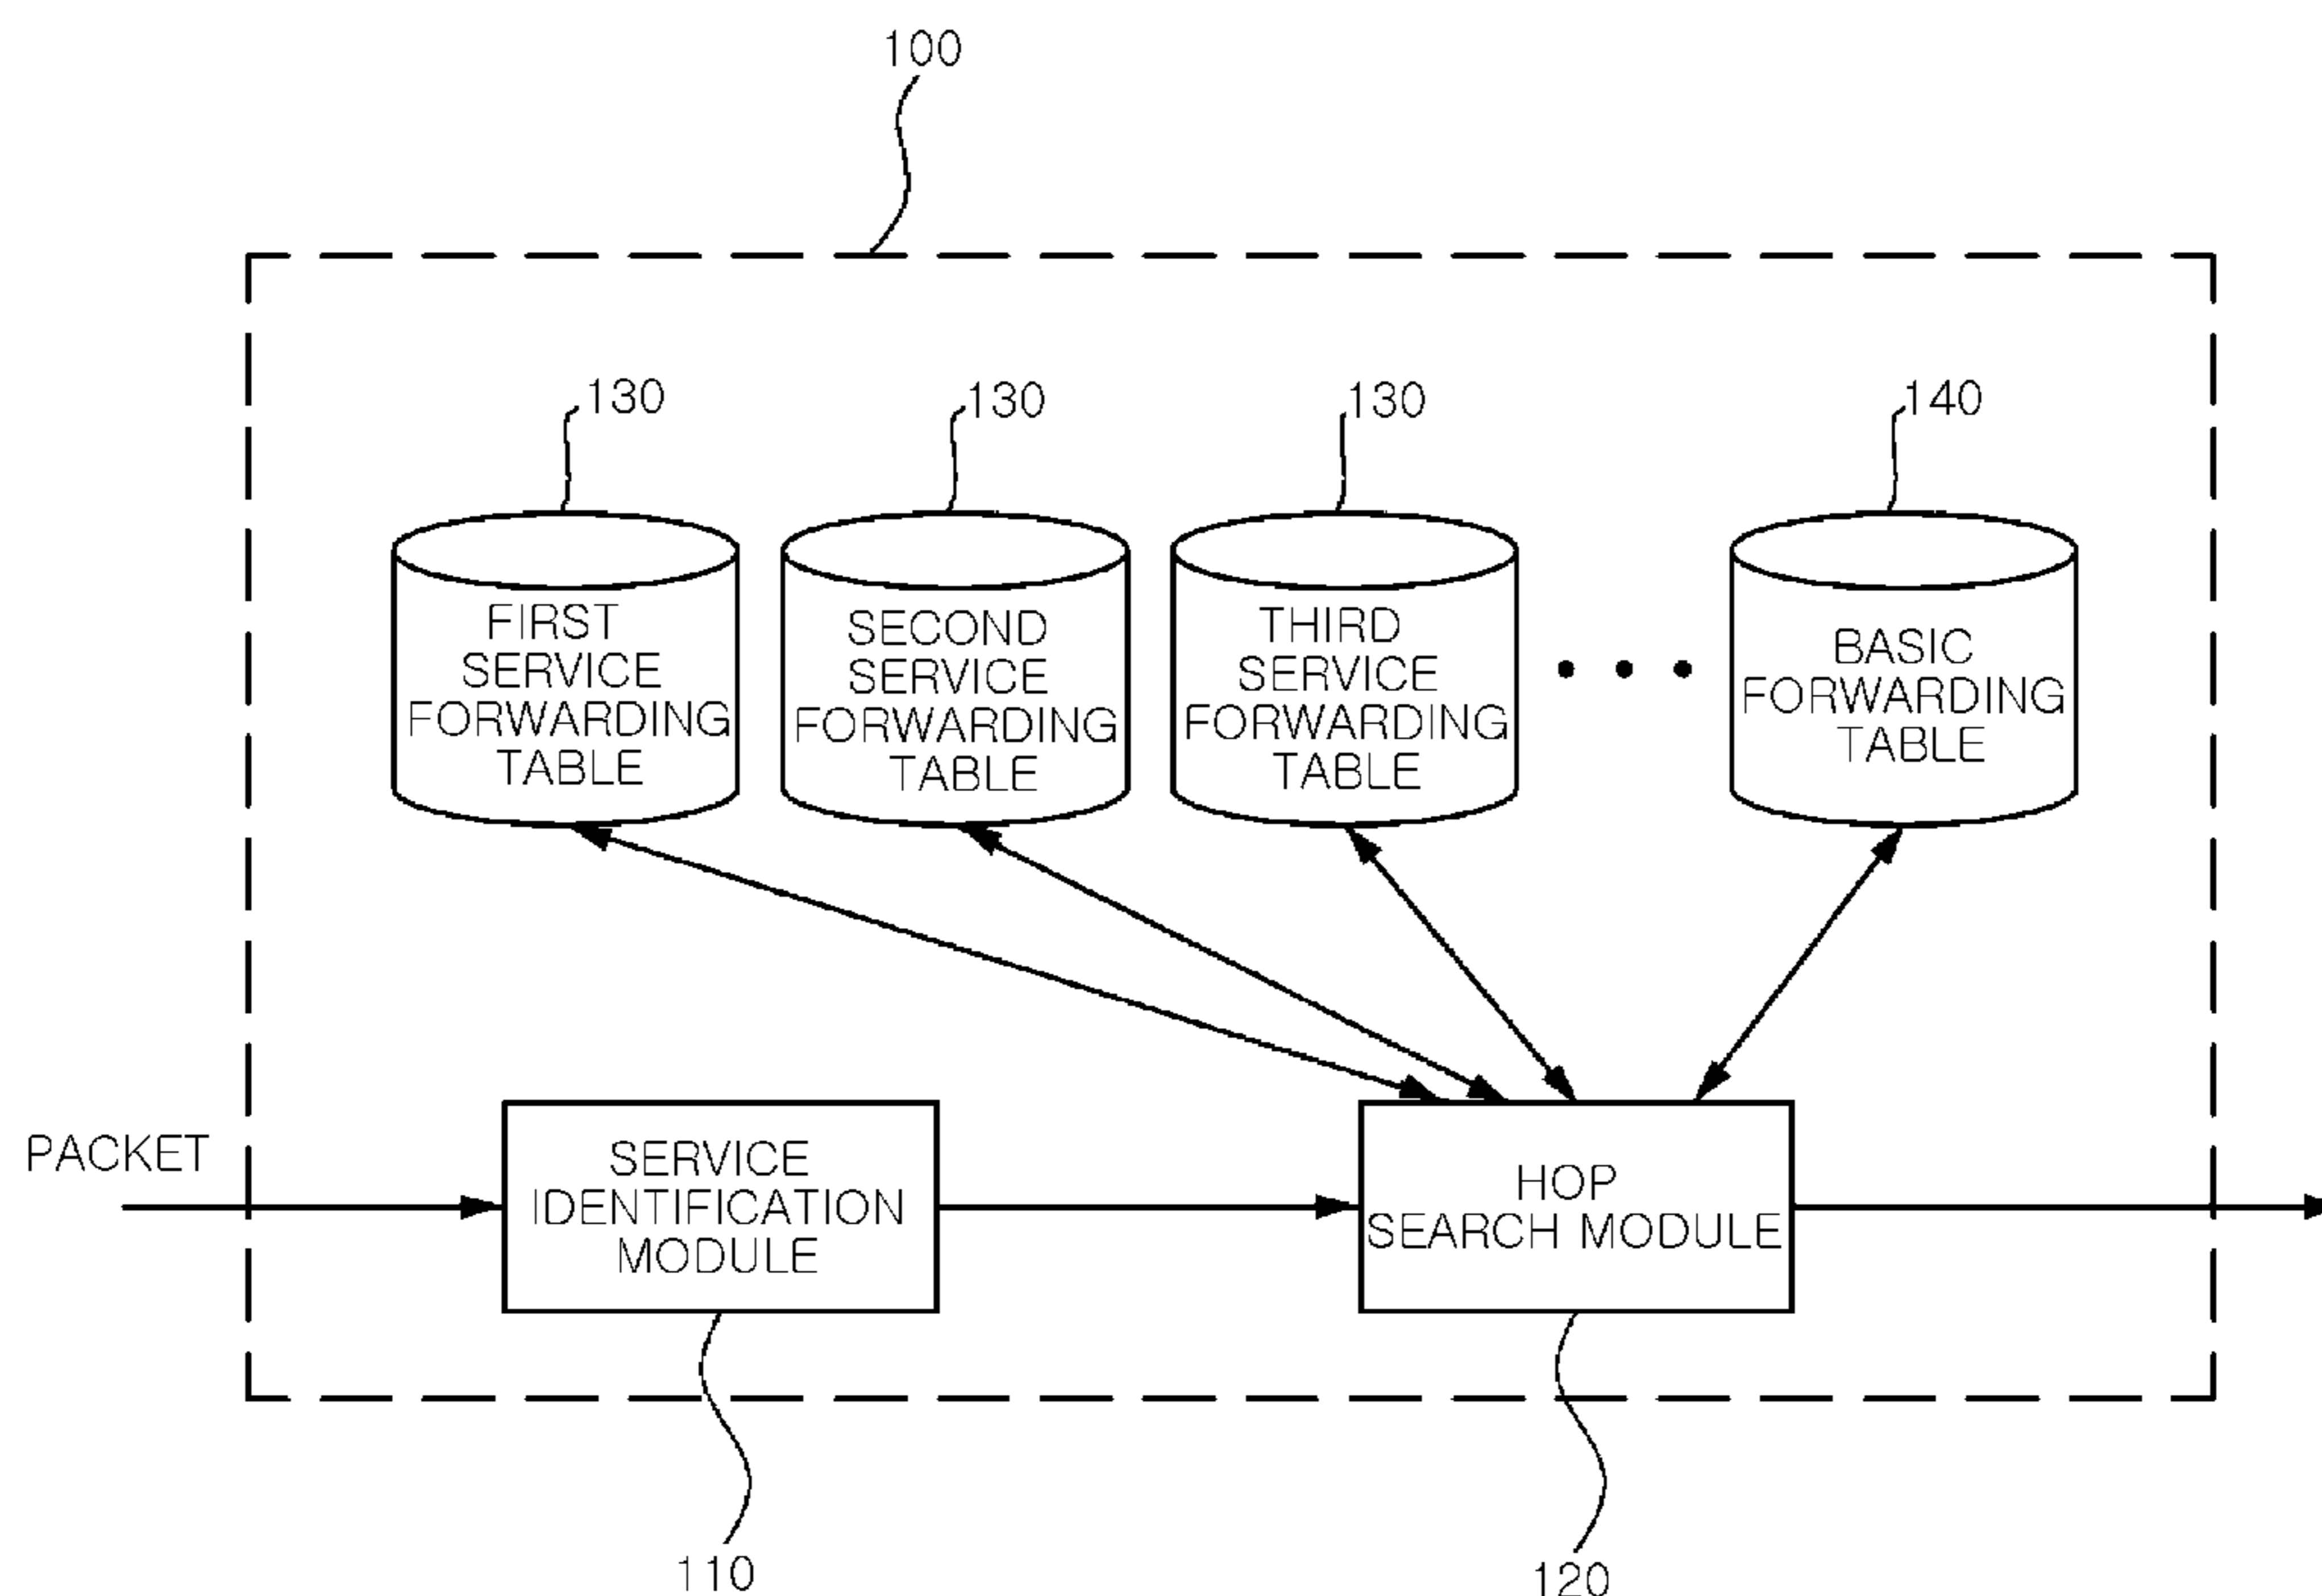 100
130
130
130
140
FIRST
SERVICE
FORWARDING
TABLE
SECOND
SERVICE
FORWARDING
TABLE
THIRD
SERVICE
FORWARDING
TABLE
BASIC
FORWARDING
TABLE
PACKET
SERVICE
IDENTIFICATION
MODULE
HOP
SEARCH MODULE
110
120